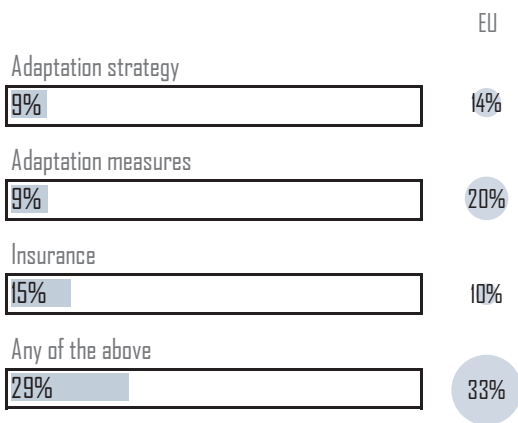 EU
Adaptation strategy
9% 14%
Adaptation measures
9% 20%
Insurance
15% 10%
Any of the above
29% 33%